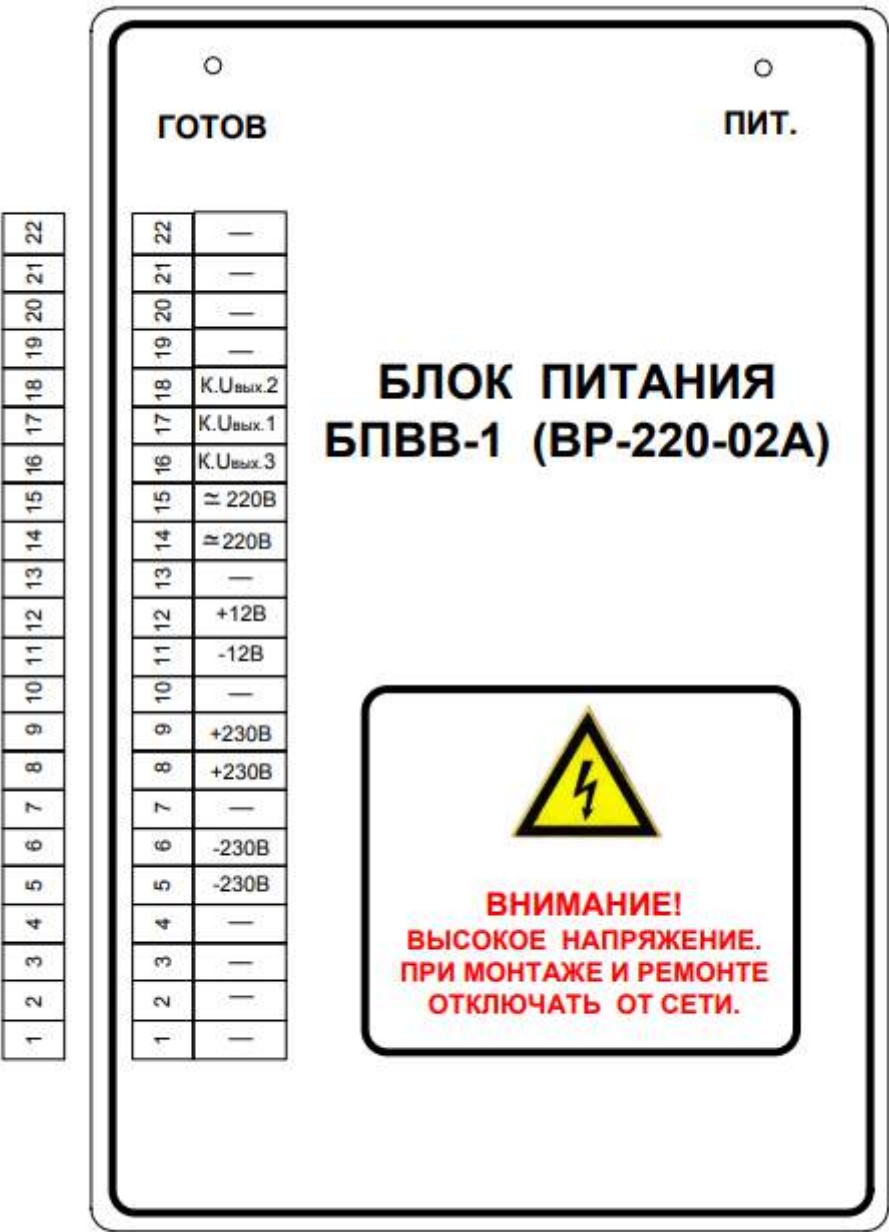 ГОТОВ ПИТ.
22 22 —
21 21 —
20 20 —
19 19 —
18 18 К.Uвых.2
17 17 К.Uвых.1
16 16 К.Uвых.3
15 15 ≃ 220В
14 14 ≃220В
13 13 —
12 12 +12В
11 11 -12В
10 10 —
9 9 +230В
8 8 +230В
7 7 —
6 6 -230В
5 5 -230В
4 4 —
3 3 —
2 2 —
1 1 —
БЛОК ПИТАНИЯ
БПВВ-1 (ВР-220-02А)
ВНИМАНИЕ!
ВЫСОКОЕ НАПРЯЖЕНИЕ.
ПРИ МОНТАЖЕ И РЕМОНТЕ
ОТКЛЮЧАТЬ ОТ СЕТИ.